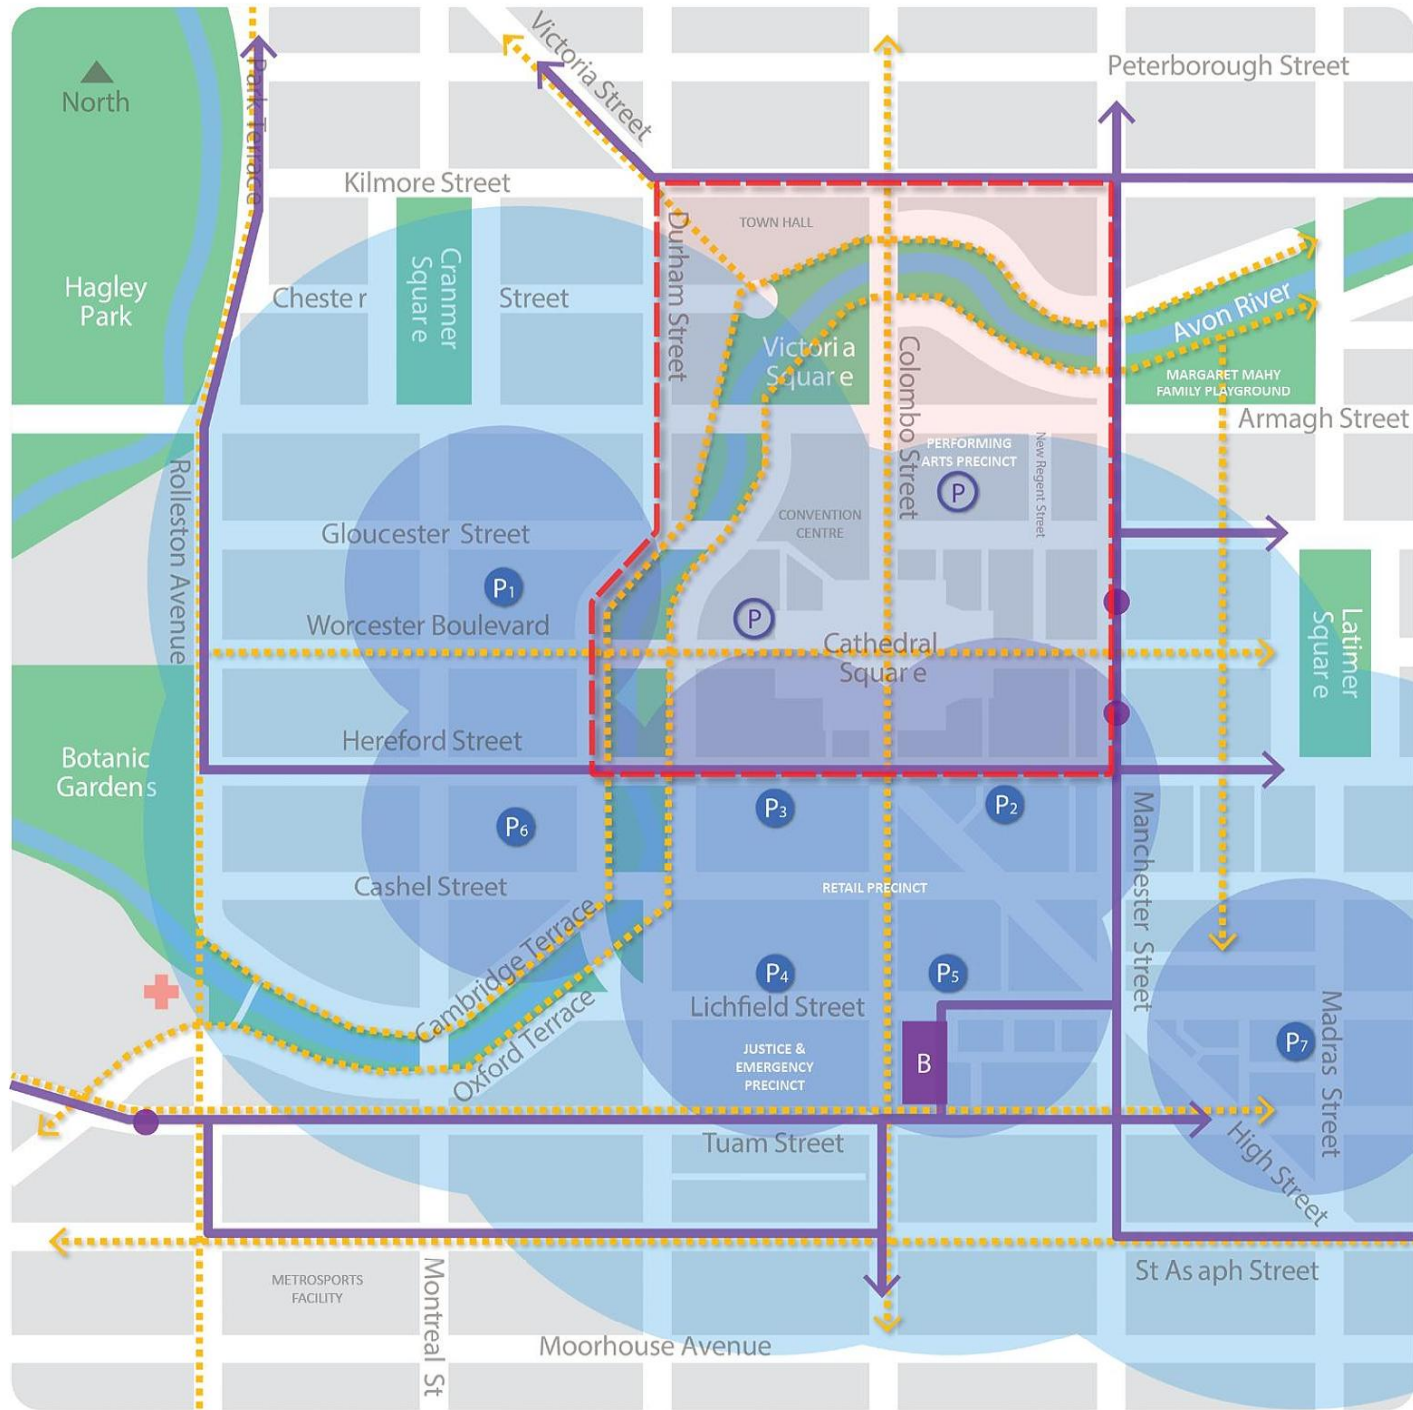 Victoria Street
Peterborough Street
North
Park Terrace
Kilmore Street
TOWN HALL
Durham Street
Cranmer
Square
Hagley
Park
Chester Street
Avon River
Victoria
Square
Colombo Street
MARGARET MAHY
FAMILY PLAYGROUND
Armagh Street
PERFORMING
ARTS PRECINCT
New Regent Street
P
Rolleston Avenue
CONVENTION
CENTRE
Gloucester Street
P1
P
Worcester Boulevard
Cathedral
Square
Latimer
Square
Hereford Street
Botanic
Gardens
P3
P2
P6
Manchester Street
Cashel Street
RETAIL PRECINCT
Cambridge Terrace
P4
P5
Oxford Terrace
Lichfield Street
Madras Street
P7
JUSTICE &
EMERGENCY
PRECINCT
B
Tuam Street
High Street
METROSPORTS
FACILITY
Montreal St
St Asaph Street
Moorhouse Avenue